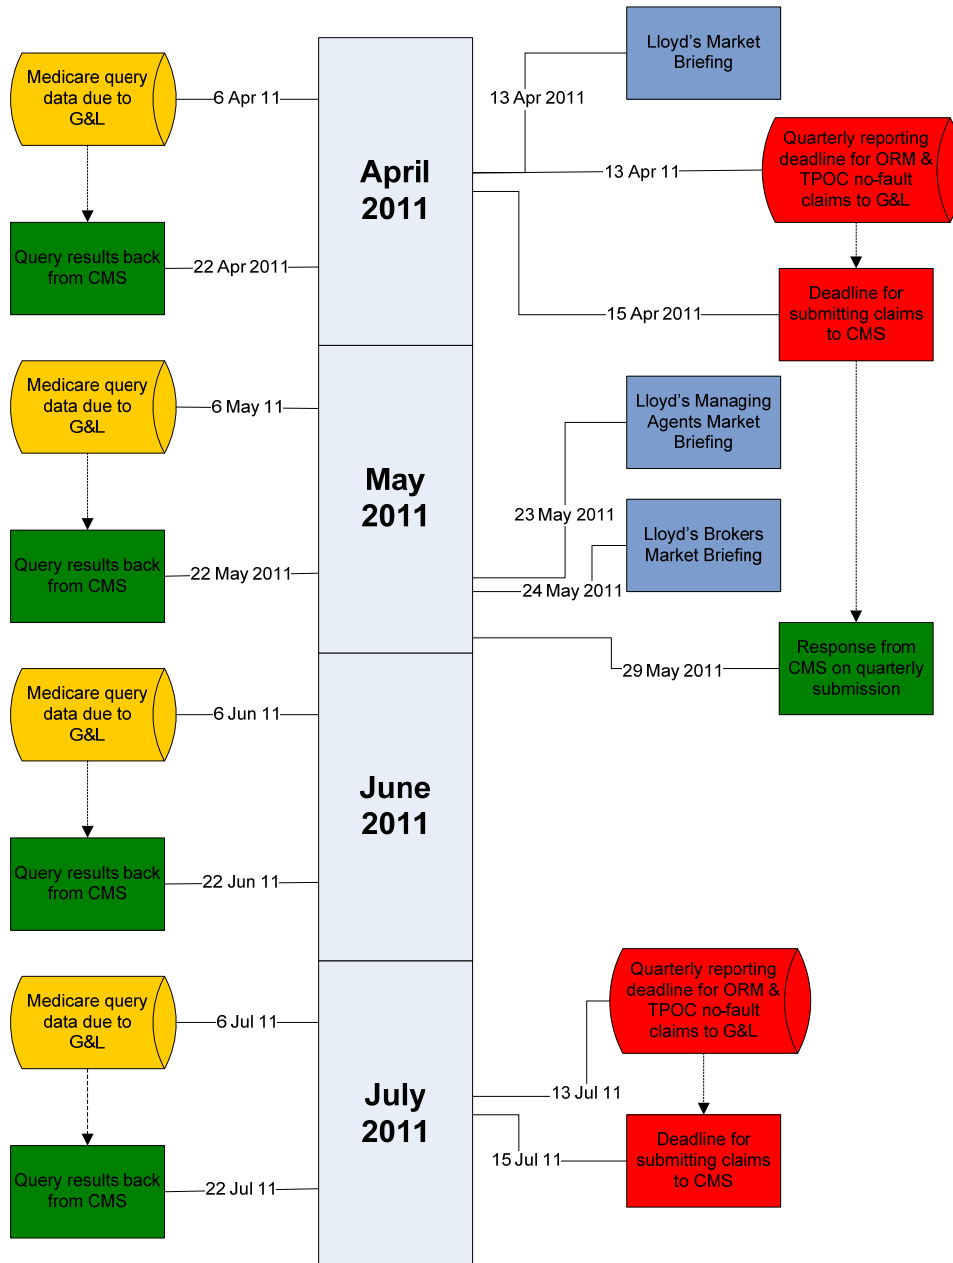 Lloyd's Market
Briefing
Medicare query
data due to
G&L
6 Apr 11
13 Apr 2011
April
2011
13 Apr 11
Quarterly reporting
deadline for ORM &
TPOC no-fault
claims to G&L
Query results back
from CMS
22 Apr 2011
15 Apr 2011
Deadline for
submitting claims
to CMS
Medicare query
data due to
G&L
6 May 11
Lloyd's Managing
Agents Market
Briefing
May
2011
23 May 2011
Lloyd's Brokers
Market Briefing
Query results back
from CMS
22 May 2011
24 May 2011
29 May 2011
Response from
CMS on quarterly
submission
Medicare query
data due to
G&L
6 Jun 11
June
2011
Query results back
from CMS
22 Jun 11
Medicare query
data due to
G&L
6 Jul 11
Quarterly reporting
deadline for ORM &
TPOC no-fault
claims to G&L
July
2011
13 Jul 11
15 Jul 11
Deadline for
submitting claims
to CMS
Query results back
from CMS
22 Jul 11